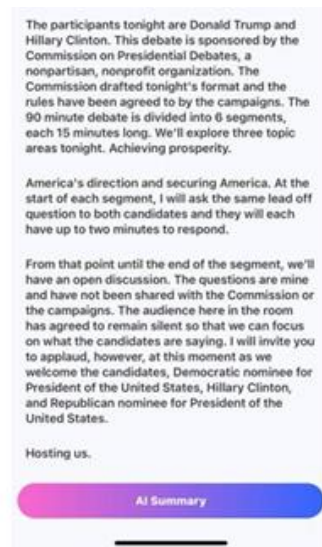 The participants tonight are Donald Trump and
Hillary Clinton. This debate is sponsored by the
Commission on Presidential Debates, a
nonpartisan, nonprofit organization. The
Commission drafted tonight's format and the
rules have been agreed to by the campaigns. The
90 minute debate is divided into 6 segments,
each 15 minutes long. We'll explore three topic
areas tonight. Achieving prosperity.
America's direction and securing America. At the
start of each segment, I will ask the same lead off
question to both candidates and they will each
have up to two minutes to respond.
From that point until the end of the segment, we'll
have an open discussion. The questions are mine
and have not been shared with the Commission or
the campaigns. The audience here in the room
has agreed to remain silent so that we can focus
on what the candidates are saying. I will invite you
to applaud, however, at this moment as we
welcome the candidates, Democratic nominee for
President of the United States, Hillary Clinton,
and Republican nominee for President of the
United States.
Hosting us.
AI Summary